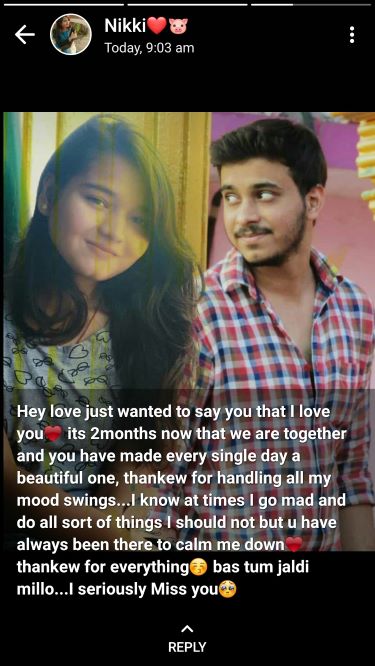 Nikki❤️🐷
Today, 9:03 am
Hey love just wanted to say you that I love
you❤️ its 2months now that we are together
and you have made every single day a
beautiful one, thankew for handling all my
mood swings...I know at times I go mad and
do all sort of things I should not but u have
always been there to calm me down❤️
thankew for everything😚 bas tum jaldi
millo...I seriously Miss you🥺
REPLY